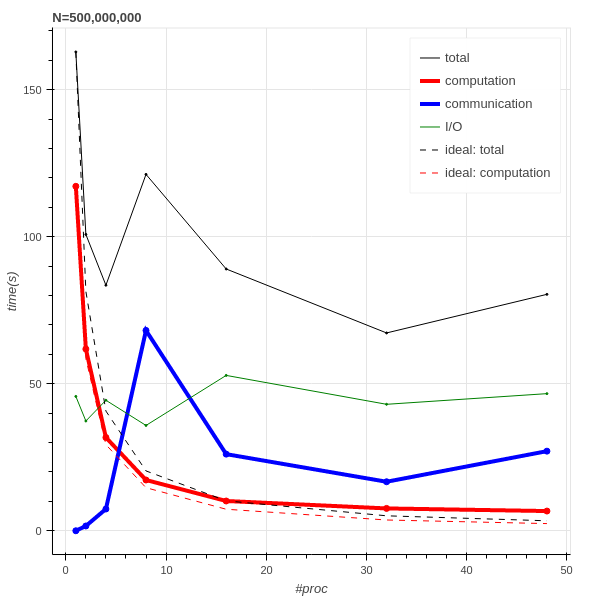 N=500,000,000
total
computation
communication
I/O
ideal: total
ideal: computation
150
100
50
0
time(s)
0
10
20
30
40
50
#proc